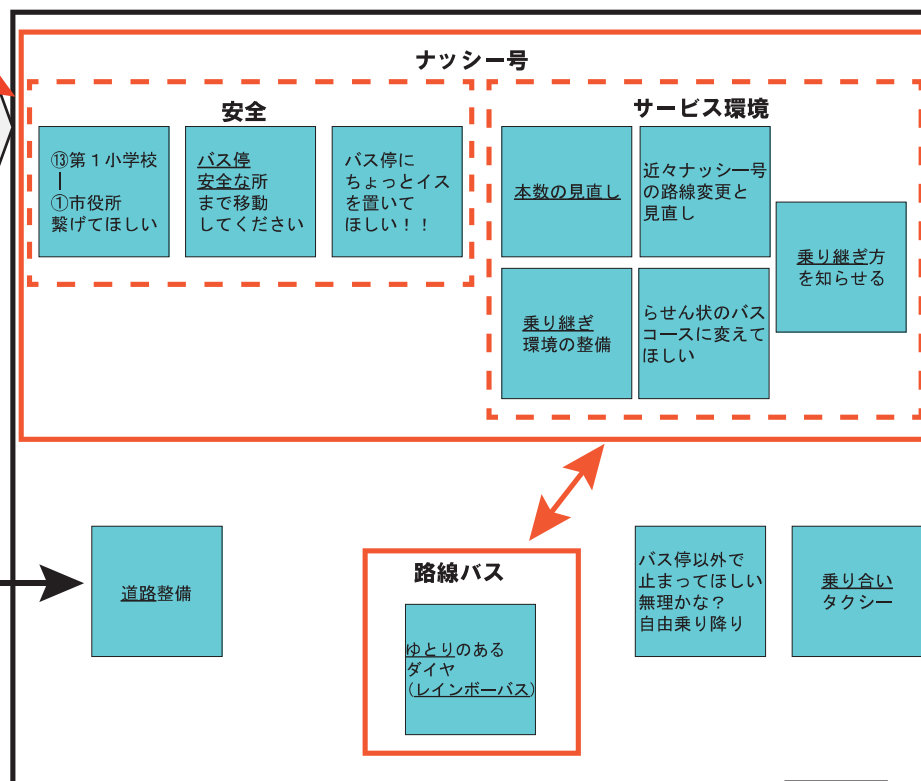 ナッシー号
安全
⑬第1小学校
|
①市役所
繋げてほしい
バス停
安全な所
まで移動
してください
バス停に
ちょっとイス
を置いて
ほしい！！
サービス環境
本数の見直し
近々ナッシー号
の路線変更と
見直し
乗り継ぎ方
を知らせる
乗り継ぎ
環境の整備
らせん状のバス
コースに変えて
ほしい
道路整備
路線バス
ゆとりのある
ダイヤ
(レインボーバス)
バス停以外で
止まってほしい
無理かな？
自由乗り降り
乗り合い
タクシー